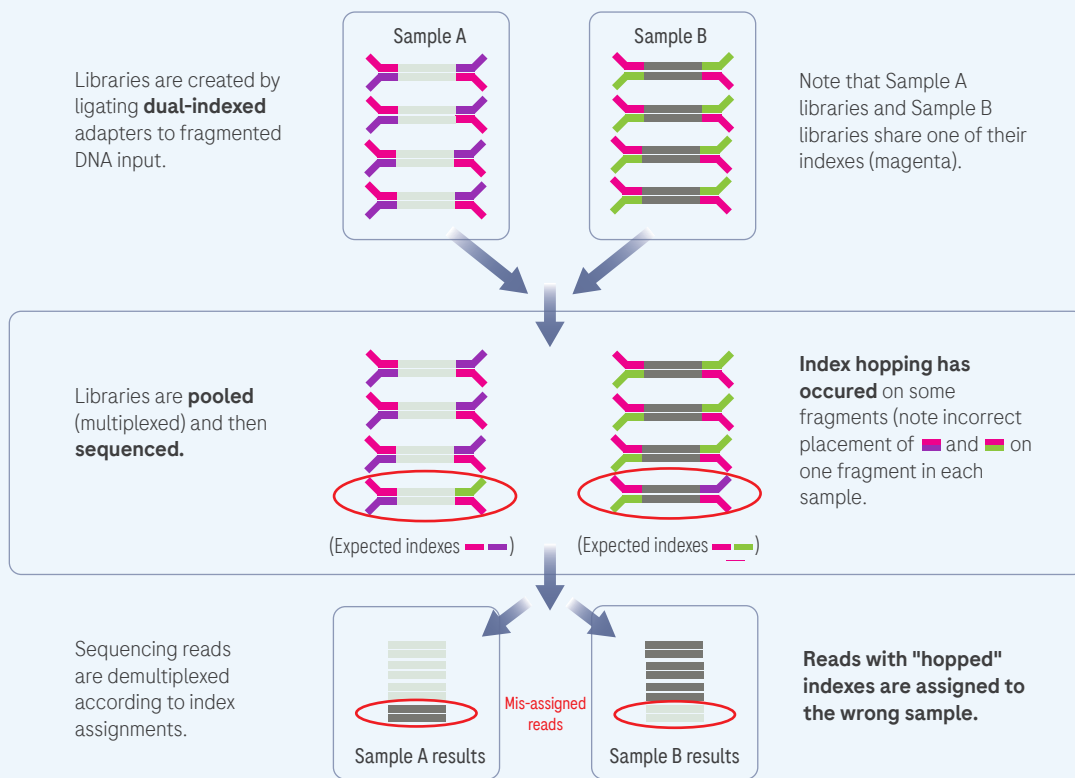 Sample A
Sample B
Libraries are created by
ligating dual-indexed
adapters to fragmented
DNA input.
Note that Sample A
libraries and Sample B
libraries share one of their
indexes (magenta).
Libraries are pooled
(multiplexed) and then
sequenced.
Index hopping has
occured on some
fragments (note incorrect
placement of and on
one fragment in each
sample.
(Expected indexes )
(Expected indexes )
Sequencing reads
are demultiplexed
according to index
assignments.
Mis-assigned
reads
Reads with "hopped"
indexes are assigned to
the wrong sample.
Sample A results
Sample B results